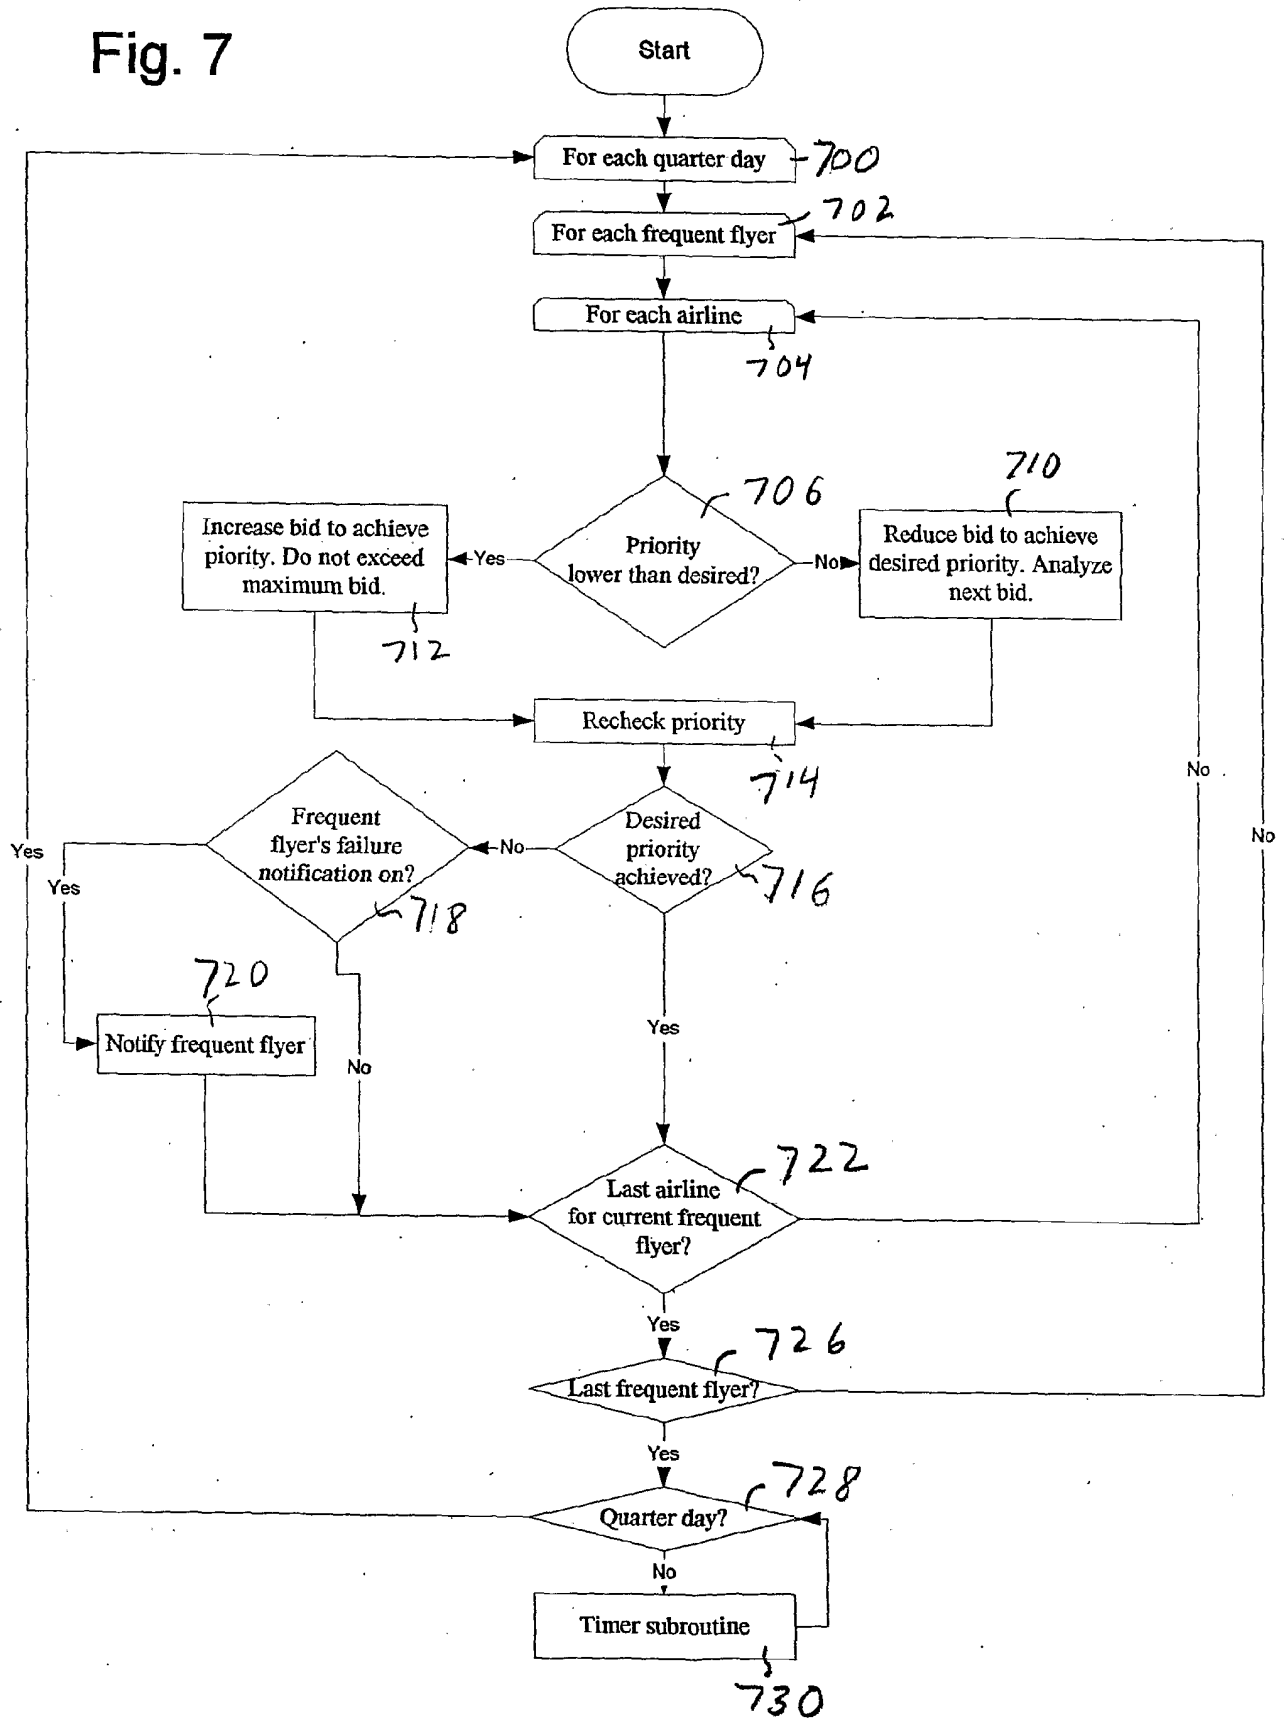 Fig. 7
Start
For each quarter day
700
702
For each frequent flyer
For each airline
704
706
710
Increase bid to achieve
piority. Do not exceed
maximum bid.
712
Yes
Priority
lower than desired?
No
Reduce bid to achieve
desired priority. Analyze
next bid.
Recheck priority
714
No
Frequent
flyer's failure
notification on?
718
No
Desired
priority
achieved?
716
No
Yes
Yes
720
Notify frequent flyer
No
Yes
722
Last airline
for current frequent
flyer?
Yes
726
Last frequent flyer?
Yes
728
Quarter day?
No
Timer subroutine
730